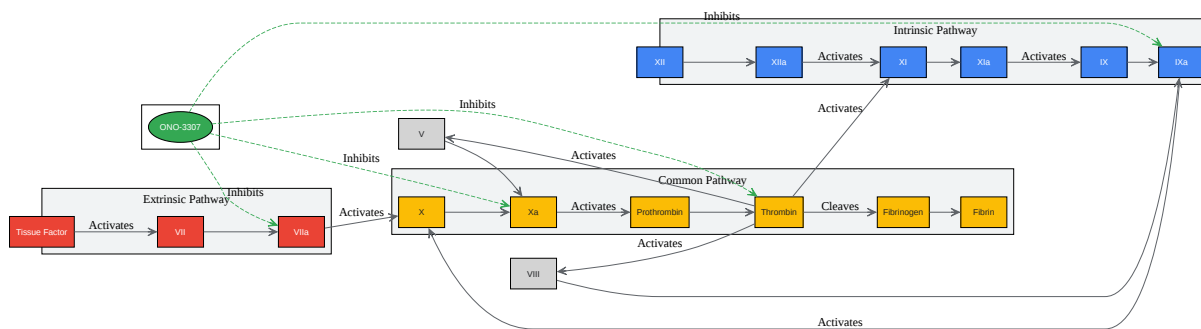 Inhibits
Intrinsic Pathway
XII
XIIa
Activates
XI
XIa
Activates
IX
IXa
Inhibits
Activates
ONO-3307
V
Activates
Inhibits
Common Pathway
Inhibits
Extrinsic Pathway
Activates
X
Xa
Activates
Prothrombin
Thrombin
Cleaves
Fibrinogen
Fibrin
Tissue Factor
Activates
VII
VIIa
Activates
VIII
Activates